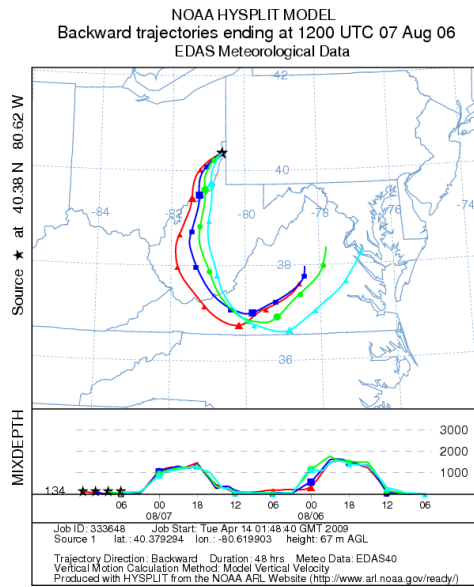 NOAA HYSPLIT MODEL
Backward trajectories ending at 1200 UTC 07 Aug 06
EDAS Meteorological Data
Source ★ at 40.38 N 80.62 W
42
40
38
36
-84
-82
-80
-78
-76
-74
MIXDEPTH
3000
2000
1000
134
06 00 18 12 06 00 18 12 06
08/07 08/06
Job ID: 333648 Job Start: Tue Apr 14 01:48:40 GMT 2009
Source 1 lat.: 40.379294 lon.: -80.619903 height: 67 m AGL
Trajectory Direction: Backward Duration: 48 hrs Meteo Data: EDAS40
Vertical Motion Calculation Method: Model Vertical Velocity
Produced with HYSPLIT from the NOAA ARL Website (http://www.arl.noaa.gov/ready/)